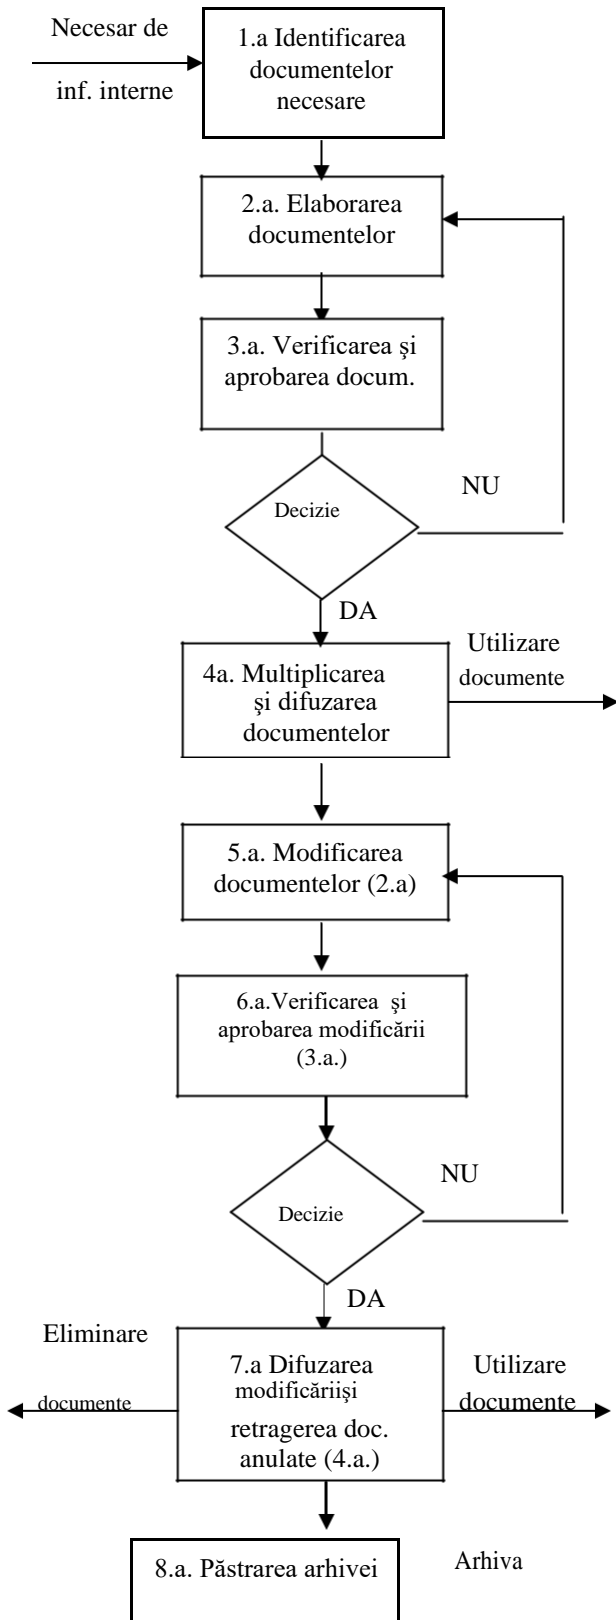 Necesar de
inf. interne
1.a Identificarea
documentelor
necesare
2.a. Elaborarea
documentelor
3.a. Verificarea şi
aprobarea docum.
Decizie
NU
DA
4a. Multiplicarea
şi difuzarea
documentelor
Utilizare
documente
5.a. Modificarea
documentelor (2.a)
6.a.Verificarea şi
aprobarea modificării
(3.a.)
Decizie
NU
DA
Eliminare
documente
7.a Difuzarea
modificăriişi
retragerea doc.
anulate (4.a.)
Utilizare
documente
8.a. Păstrarea arhivei
Arhiva